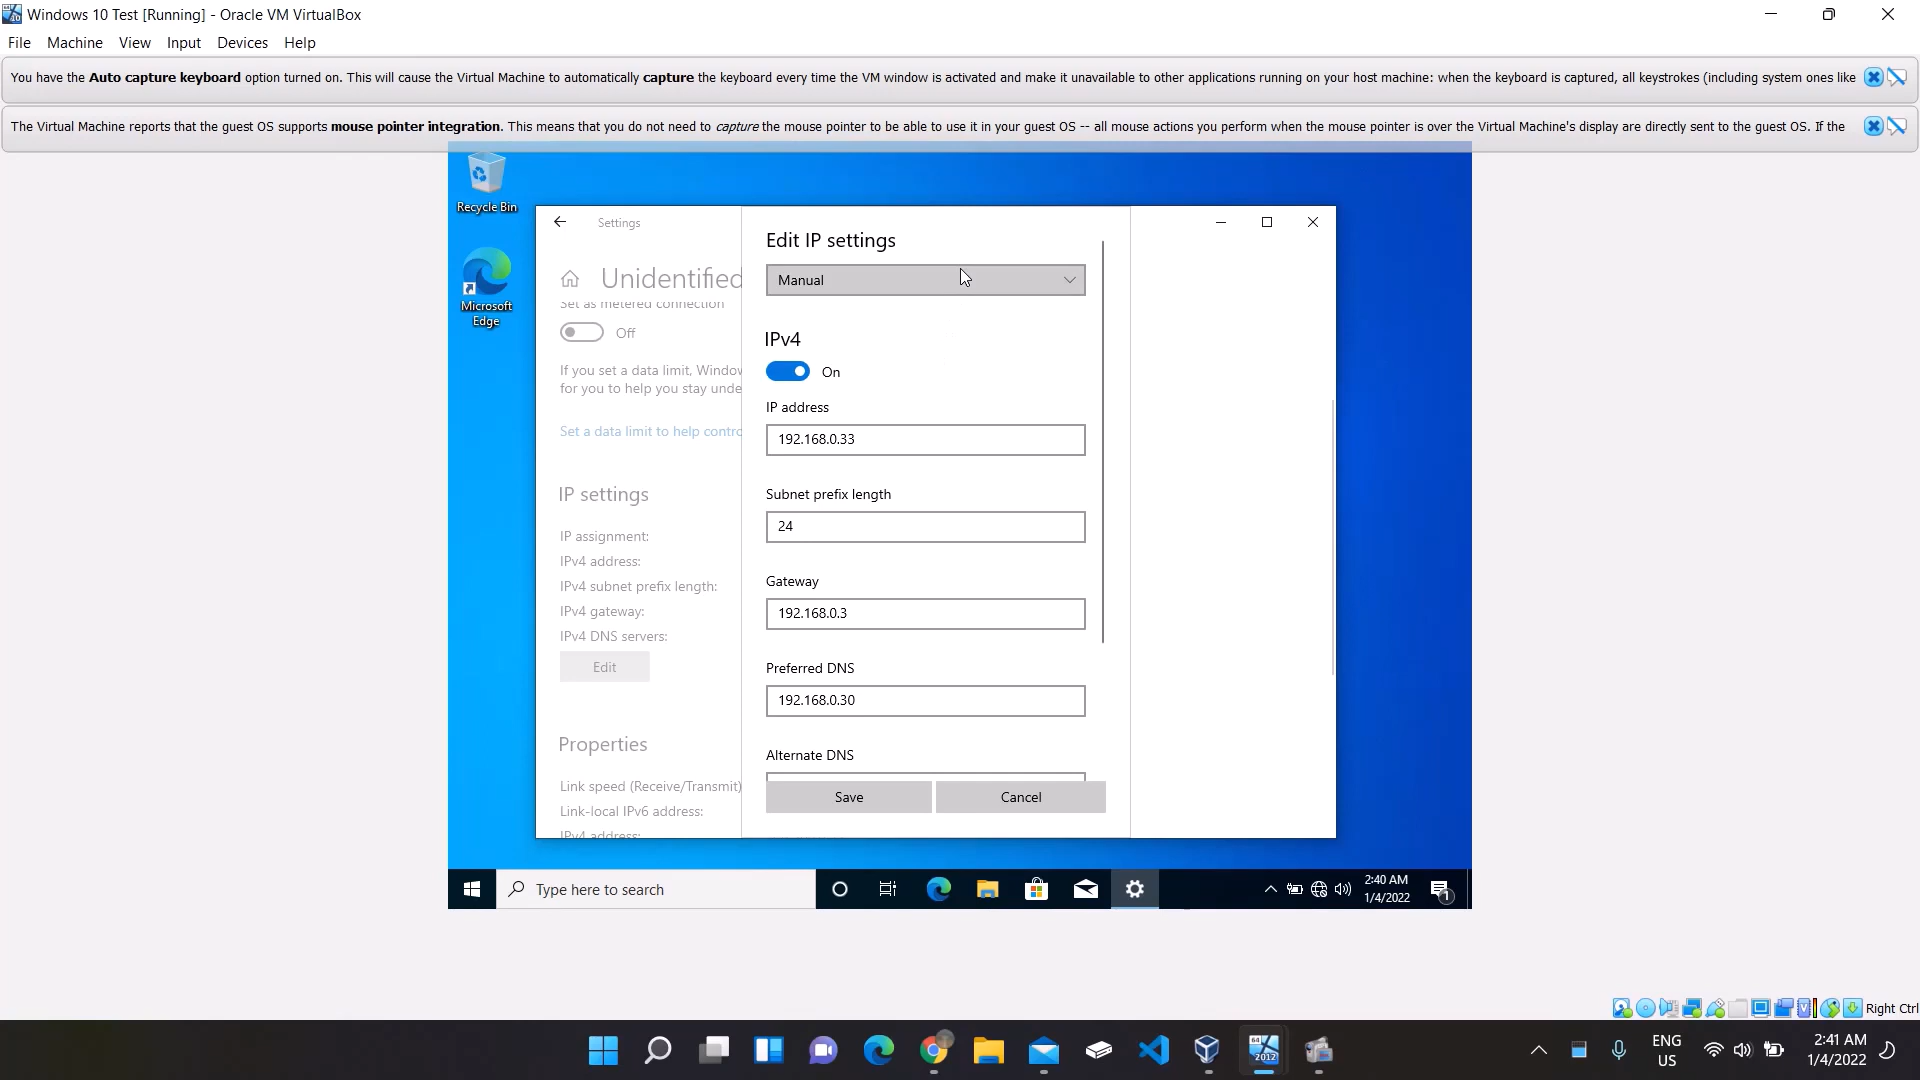 Windows 10 Test [Running] - Oracle VM VirtualBox
File Machine View Input Devices Help
You have the Auto capture keyboard option turned on. This will cause the Virtual Machine to automatically capture the keyboard every time the VM window is activated and make it unavailable to other applications running on your host machine: when the keyboard is captured, all keystrokes (including system ones like
The Virtual Machine reports that the guest OS supports mouse pointer integration. This means that you do not need to capture the mouse pointer to be able to use it in your guest OS -- all mouse actions you perform when the mouse pointer is over the Virtual Machine's display are directly sent to the guest OS. If the
Recycle Bin
Microsoft
Edge
Settings
Unidentified
Set as metered connection
Off
If you set a data limit, Window
for you to help you stay unde
Set a data limit to help contro
IP settings
IP assignment:
IPv4 address:
IPv4 subnet prefix length:
IPv4 gateway:
IPv4 DNS servers:
Edit
Properties
Link speed (Receive/Transmit)
Link-local IPv6 address:
IPv4 address:
Edit IP settings
Manual
IPv4
On
IP address
192.168.0.33
Subnet prefix length
24
Gateway
192.168.0.3
Preferred DNS
192.168.0.30
Alternate DNS
Save Cancel
Type here to search
2:40 AM
1/4/2022
1
Right Ctrl
64
2012
ENG
US
2:41 AM
1/4/2022